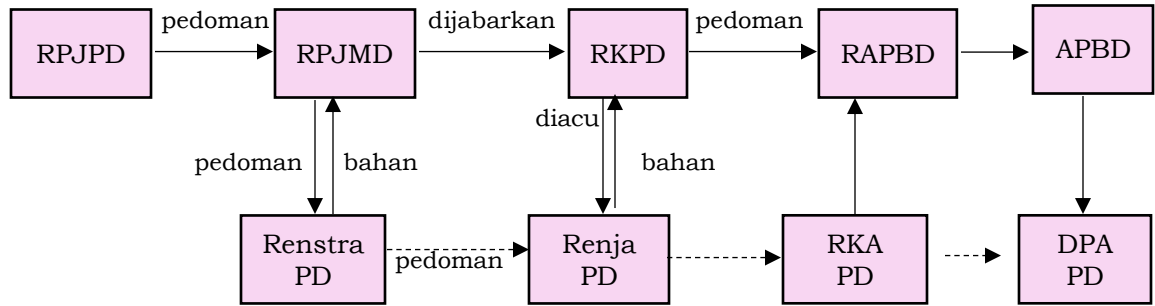 pedoman
dijabarkan
pedoman
RPJPD
RPJMD
RKPD
RAPBD
APBD
diacu
pedoman
bahan
bahan
Renstra
PD
pedoman
Renja
PD
RKA
PD
DPA
PD